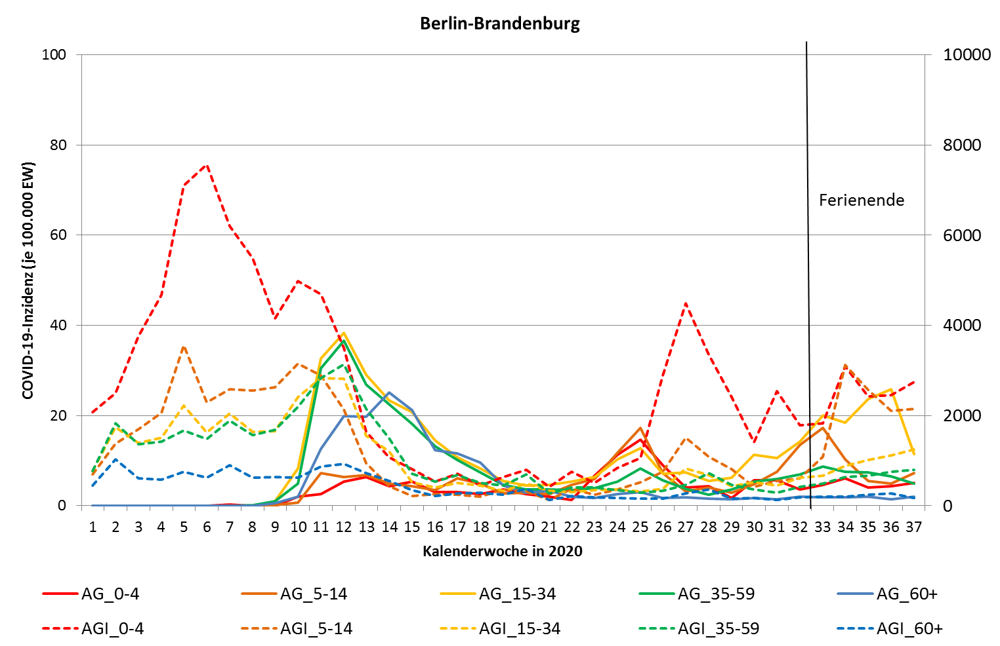 Berlin-Brandenburg
100 10000
80 8000
Ferienende
60 6000
COVID-19-Inzidenz (je 100.000 EW)
40 4000
20 2000
0 0
1 2 3 4 5 6 7 8 9 10 11 12 13 14 15 16 17 18 19 20 21 22 23 24 25 26 27 28 29 30 31 32 33 34 35 36 37
Kalenderwoche in 2020
AG_0-4 AG_5-14 AG_15-34 AG_35-59 AG_60+
AGI_0-4 AGI_5-14 AGI_15-34 AGI_35-59 AGI_60+